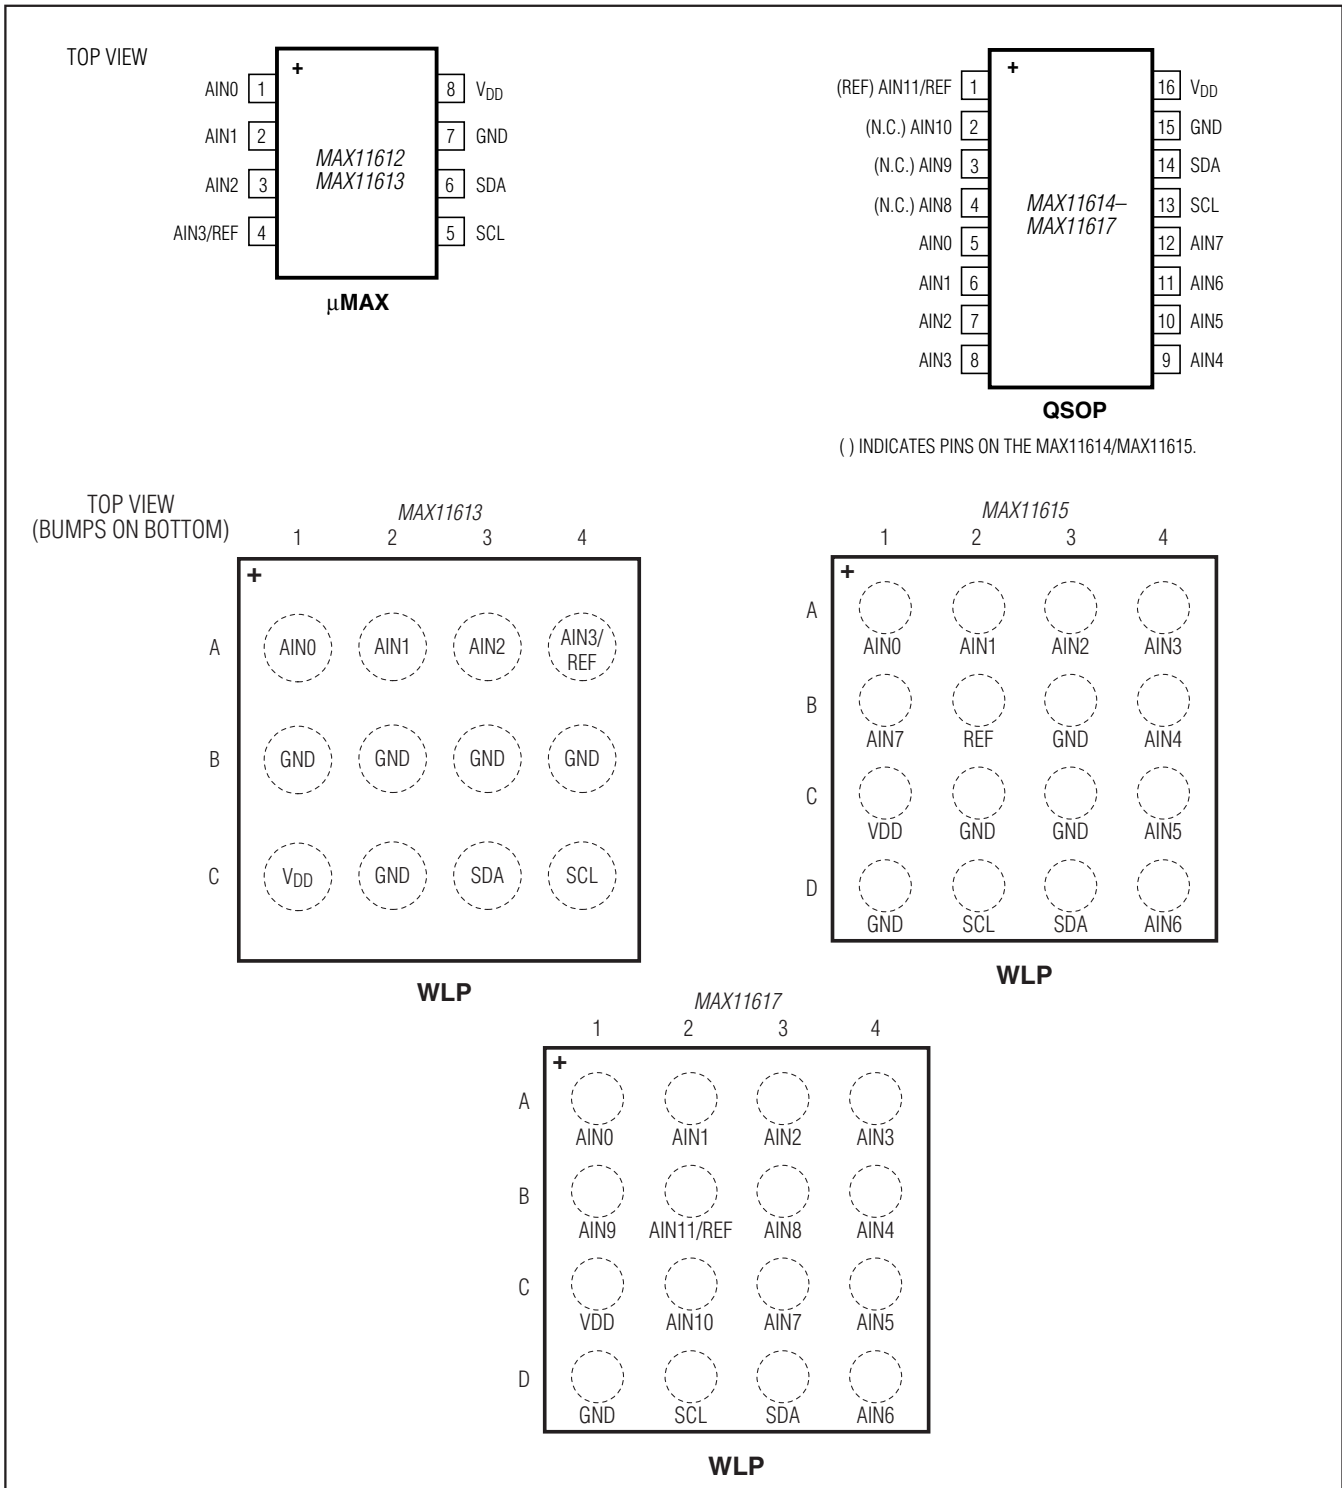 TOP VIEW
+
AIN0 1
AIN1 2
AIN2 3
AIN3/REF 4
MAX11612
MAX11613
8 VDD
7 GND
6 SDA
5 SCL
µMAX
+
(REF) AIN11/REF 1
(N.C.) AIN10 2
(N.C.) AIN9 3
(N.C.) AIN8 4
AIN0 5
AIN1 6
AIN2 7
AIN3 8
MAX11614–
MAX11617
16 VDD
15 GND
14 SDA
13 SCL
12 AIN7
11 AIN6
10 AIN5
9 AIN4
QSOP
( ) INDICATES PINS ON THE MAX11614/MAX11615.
TOP VIEW
(BUMPS ON BOTTOM)
MAX11613
1 2 3 4
+
A AIN0 AIN1 AIN2 AIN3/
REF
B GND GND GND GND
C VDD GND SDA SCL
WLP
MAX11615
1 2 3 4
+
A
AIN0 AIN1 AIN2 AIN3
B
AIN7 REF GND AIN4
C
VDD GND GND AIN5
D
GND SCL SDA AIN6
WLP
MAX11617
1 2 3 4
+
A
AIN0 AIN1 AIN2 AIN3
B
AIN9 AIN11/REF AIN8 AIN4
C
VDD AIN10 AIN7 AIN5
D
GND SCL SDA AIN6
WLP